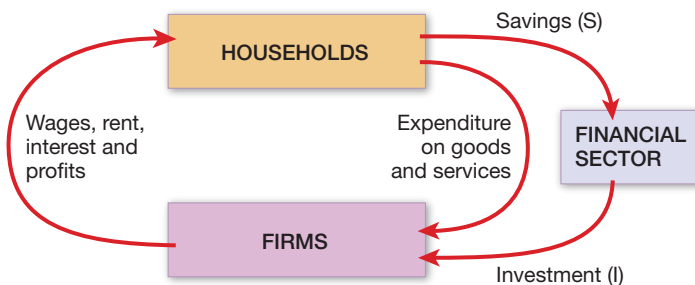 Savings (S)
HOUSEHOLDS
Wages, rent,
interest and
profits
Expenditure
on goods
and services
FINANCIAL
SECTOR
FIRMS
Investment (I)